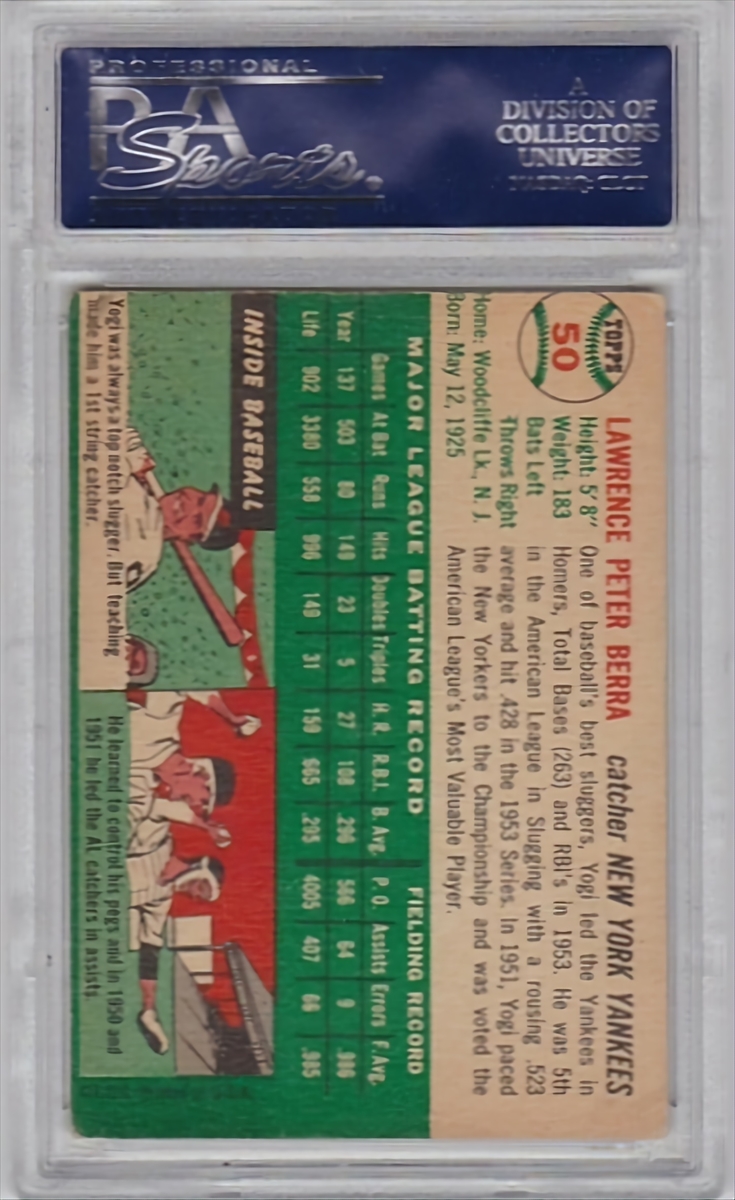 PROFESSIONAL
PSA
Sports
A
DIVISION OF
COLLECTORS
UNIVERSE
TOPPS
50
LAWRENCE PETER BERRA catcher NEW YORK YANKEES
Height: 5' 8"
Weight: 183
Bats Left
Throws Right
Home: Woodcliffe Lk., N. J.
Born: May 12, 1925
One of baseball's best sluggers, Yogi led the Yankees in
Homers, Total Bases (263) and RBI's in 1953. He was 5th
in the American League in Slugging with a rousing .523
average and hit .428 in the 1953 Series. In 1951, Yogi paced
the New Yorkers to the Championship and was voted the
American League's Most Valuable Player.
MAJOR LEAGUE BATTING RECORD FIELDING RECORD
Games At Bat Runs Hits Doubles Triples H. R. R.B.I. B. Avg. P. O. Assists Errors F. Avg.
Year 137 503 80 149 23 5 27 108 .296 566 64 9 .986
Life 902 3380 558 996 149 31 159 665 .295 4005 407 66 .985
INSIDE BASEBALL
Yogi was always a top notch slugger. But teaching
made him a 1st string catcher.
He learned to control his pegs and in 1950 and
1951 he led the AL catchers in assists.